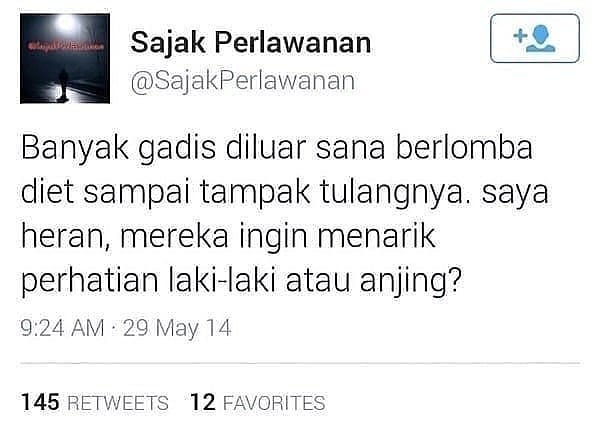 Sajak Perlawanan
@SajakPerlawanan
Banyak gadis diluar sana berlomba
diet sampai tampak tulangnya. saya
heran, mereka ingin menarik
perhatian laki-laki atau anjing?
9:24 AM · 29 May 14
145 RETWEETS 12 FAVORITES